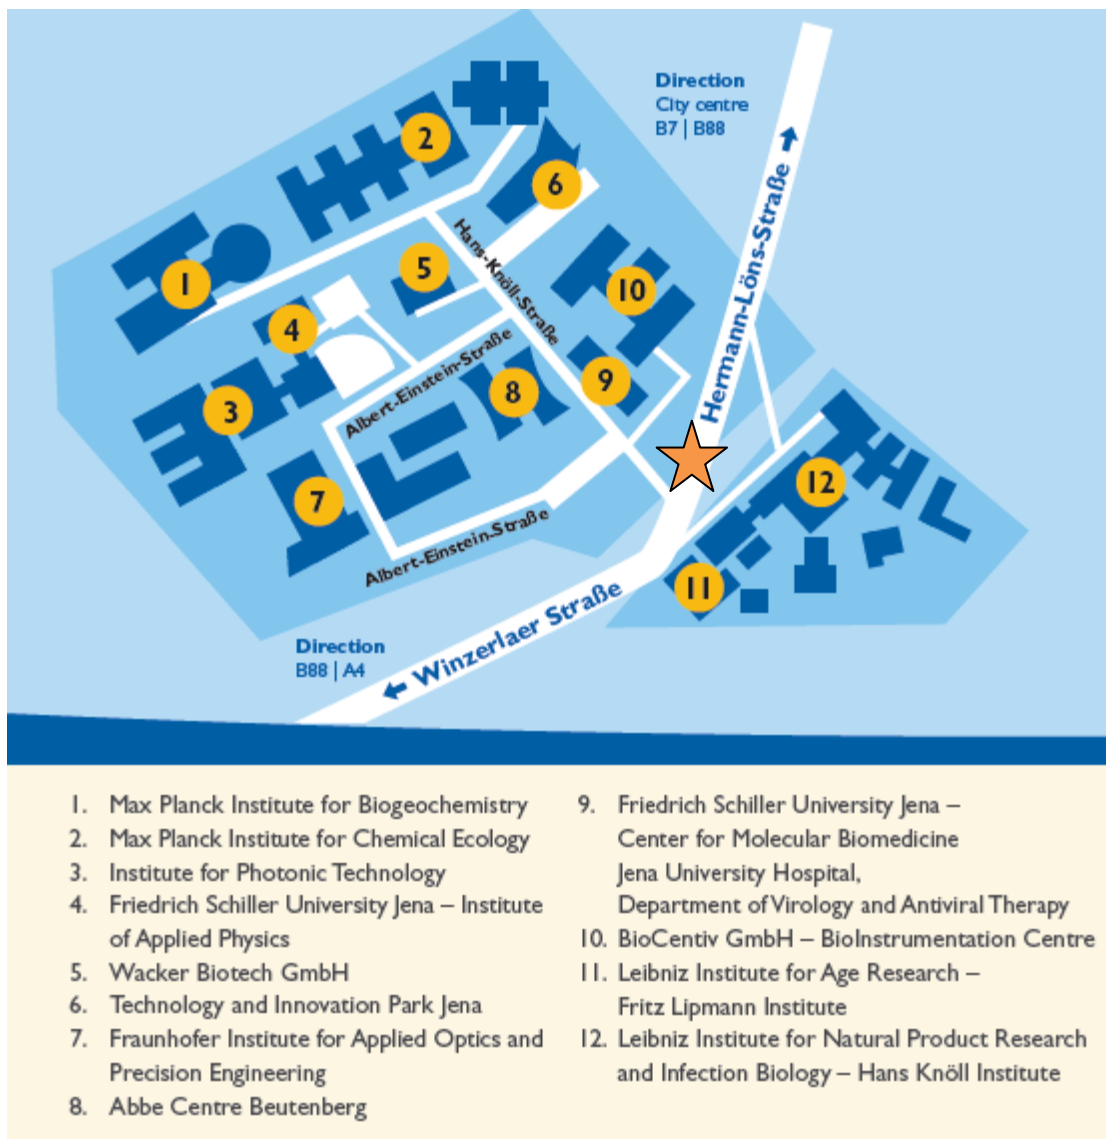 Direction
City centre
B7 | B88
Hermann-Löns-Straße
2
6
1
Hans-Knöll-Straße
5
10
4
Albert-Einstein-Straße
9
8
3
7
12
Albert-Einstein-Straße
11
Winzerlaer Straße
Direction
B88 | A4
1. Max Planck Institute for Biogeochemistry
2. Max Planck Institute for Chemical Ecology
3. Institute for Photonic Technology
4. Friedrich Schiller University Jena – Institute
of Applied Physics
5. Wacker Biotech GmbH
6. Technology and Innovation Park Jena
7. Fraunhofer Institute for Applied Optics and
Precision Engineering
8. Abbe Centre Beutenberg
9. Friedrich Schiller University Jena –
Center for Molecular Biomedicine
Jena University Hospital,
Department of Virology and Antiviral Therapy
10. BioCentiv GmbH – BioInstrumentation Centre
11. Leibniz Institute for Age Research –
Fritz Lipmann Institute
12. Leibniz Institute for Natural Product Research
and Infection Biology – Hans Knöll Institute